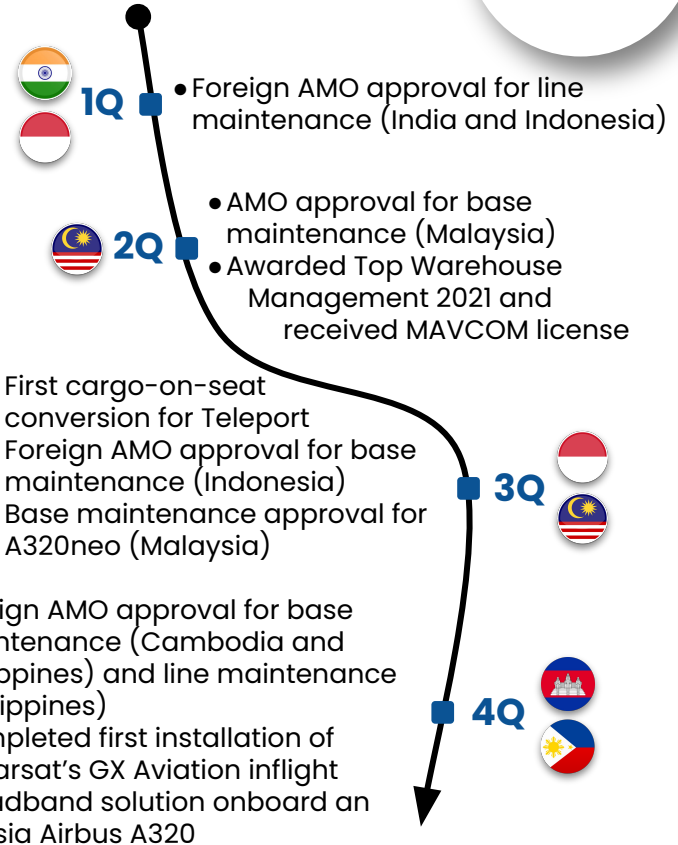 1Q
● Foreign AMO approval for line
maintenance (India and Indonesia)
2Q
● AMO approval for base
maintenance (Malaysia)
● Awarded Top Warehouse
Management 2021 and
received MAVCOM license
First cargo-on-seat
conversion for Teleport
Foreign AMO approval for base
maintenance (Indonesia)
Base maintenance approval for
A320neo (Malaysia)
3Q
ign AMO approval for base
ntenance (Cambodia and
ppines) and line maintenance
ippines)
mpleted first installation of
arsat’s GX Aviation inflight
adband solution onboard an
sia Airbus A320
4Q